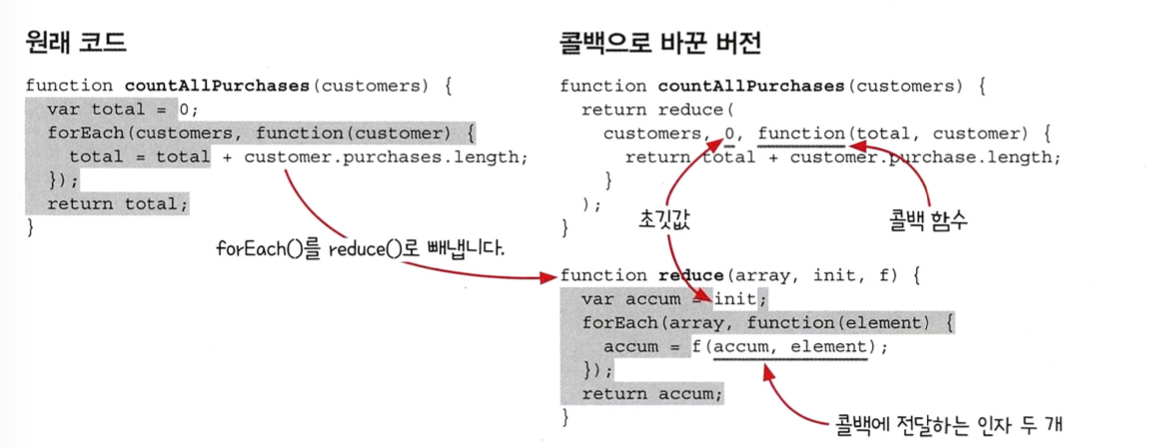 원래 코드
function countAllPurchases(customers) {
var total = 0;
forEach(customers, function(customer) {
total = total + customer.purchases.length;
});
return total;
}
forEach()를 reduce()로 빼냅니다.
콜백으로 바꾼 버전
function countAllPurchases(customers) {
return reduce(
customers, 0, function(total, customer) {
return total + customer.purchase.length;
}
);
}
초깃값
콜백 함수
function reduce(array, init, f) {
var accum = init;
forEach(array, function(element) {
accum = f(accum, element);
});
return accum;
}
콜백에 전달하는 인자 두 개